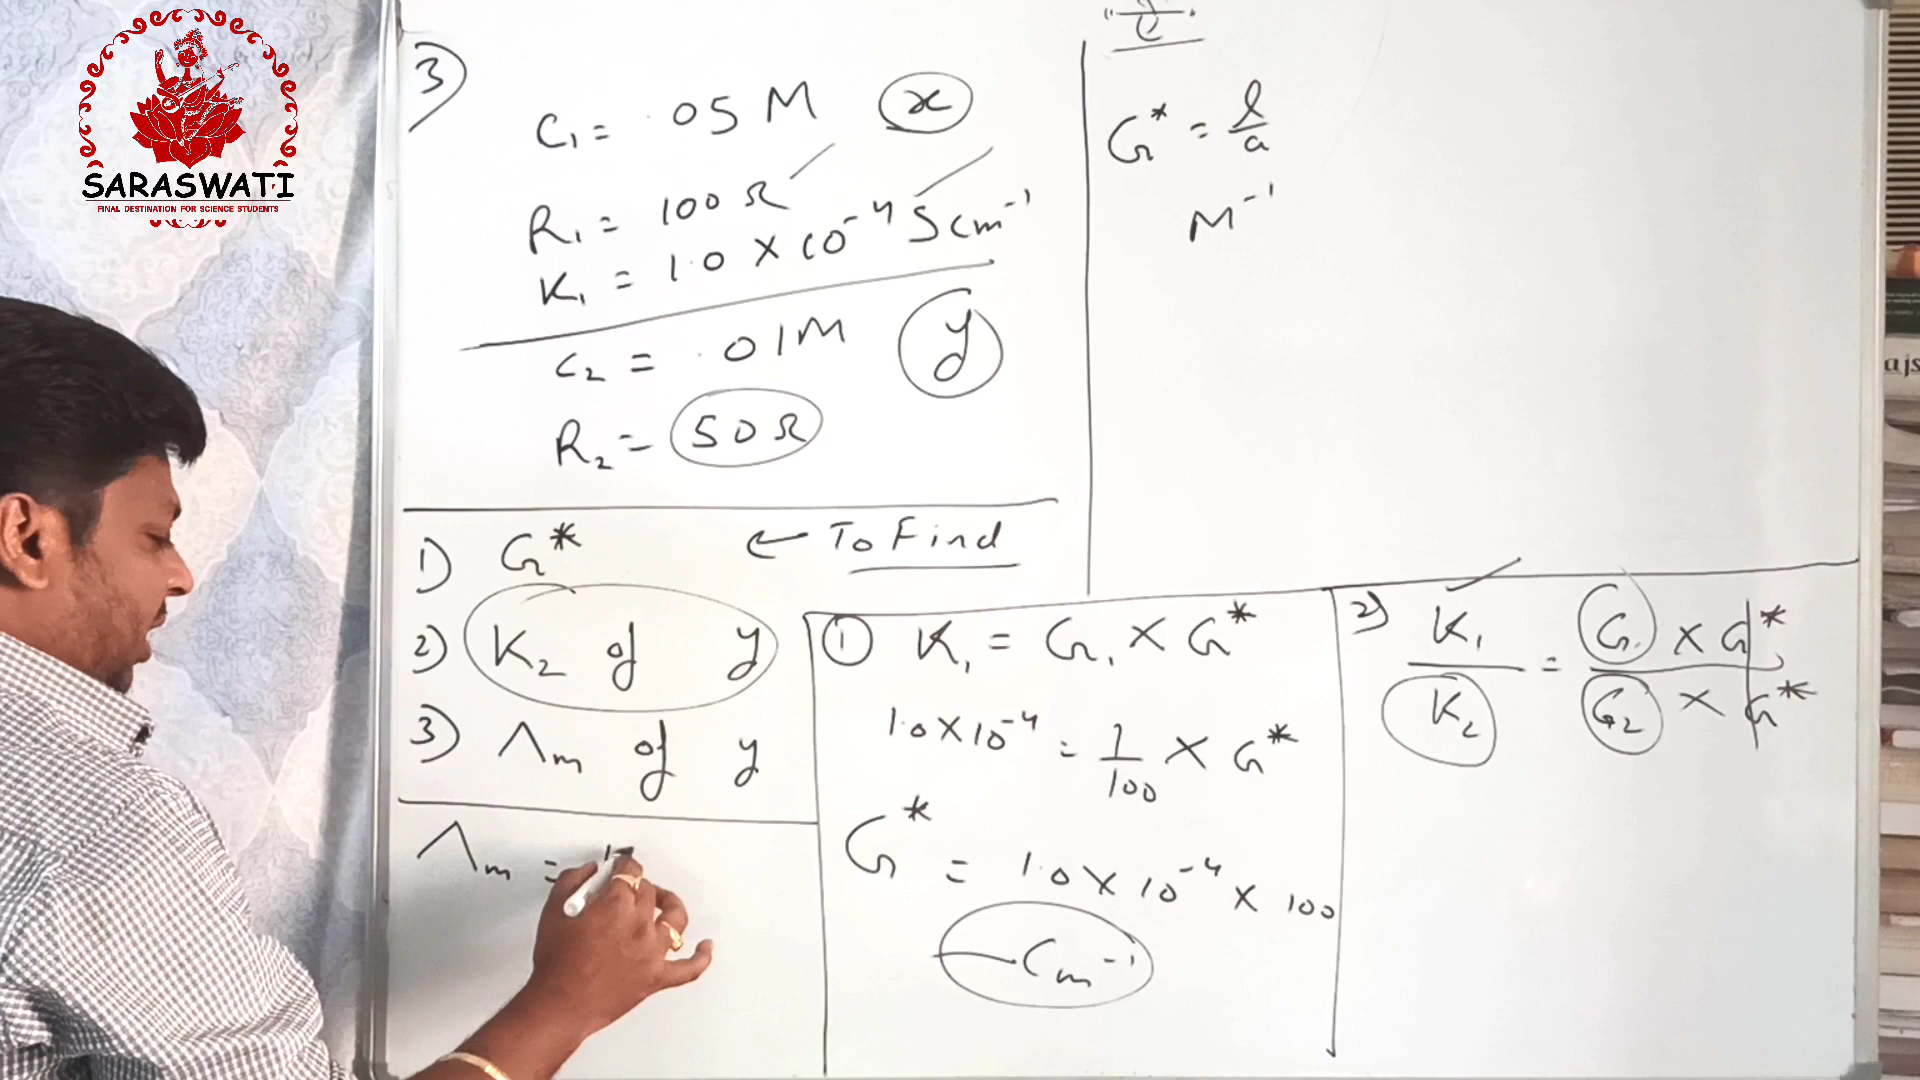 SARASWATI
FINAL DESTINATION FOR SCIENCE STUDENTS
3)
C₁ = .05 M x
R₁ = 100 Ω
K₁ = 1.0 × 10⁻⁴ S cm⁻¹
C₂ = .01 M y
R₂ = 50 Ω
G* = l/a
M⁻¹
← To Find
1) G*
2) K₂ of y
3) Λm of y
Λm =
① K₁ = G₁ × G*
1.0 × 10⁻⁴ = 1/100 × G*
G* = 1.0 × 10⁻⁴ × 100
— Cm⁻¹
2) K₁/K₂ = G₁ × G*/G₂ × G*
ajs